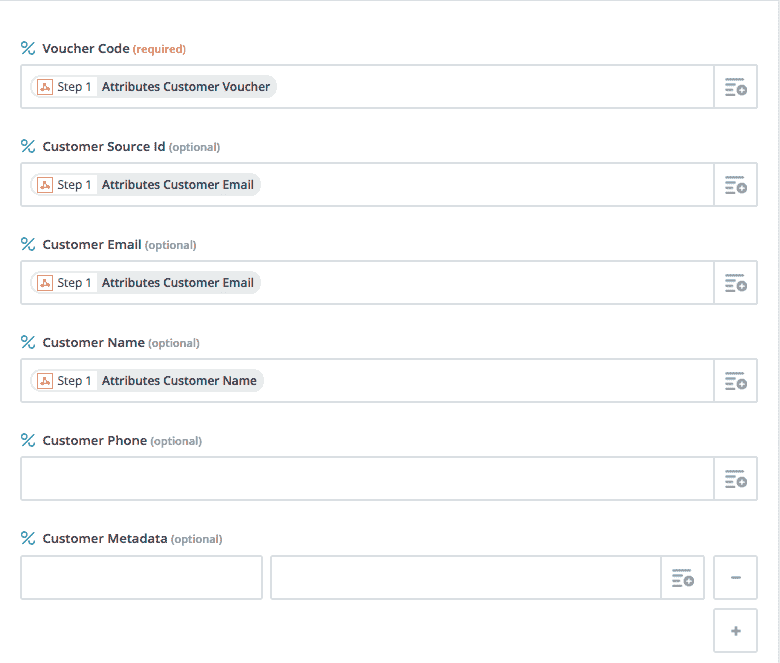 Voucher Code (required)
Step 1 Attributes Customer Voucher
Customer Source Id (optional)
Step 1 Attributes Customer Email
Customer Email (optional)
Step 1 Attributes Customer Email
Customer Name (optional)
Step 1 Attributes Customer Name
Customer Phone (optional)
Customer Metadata (optional)